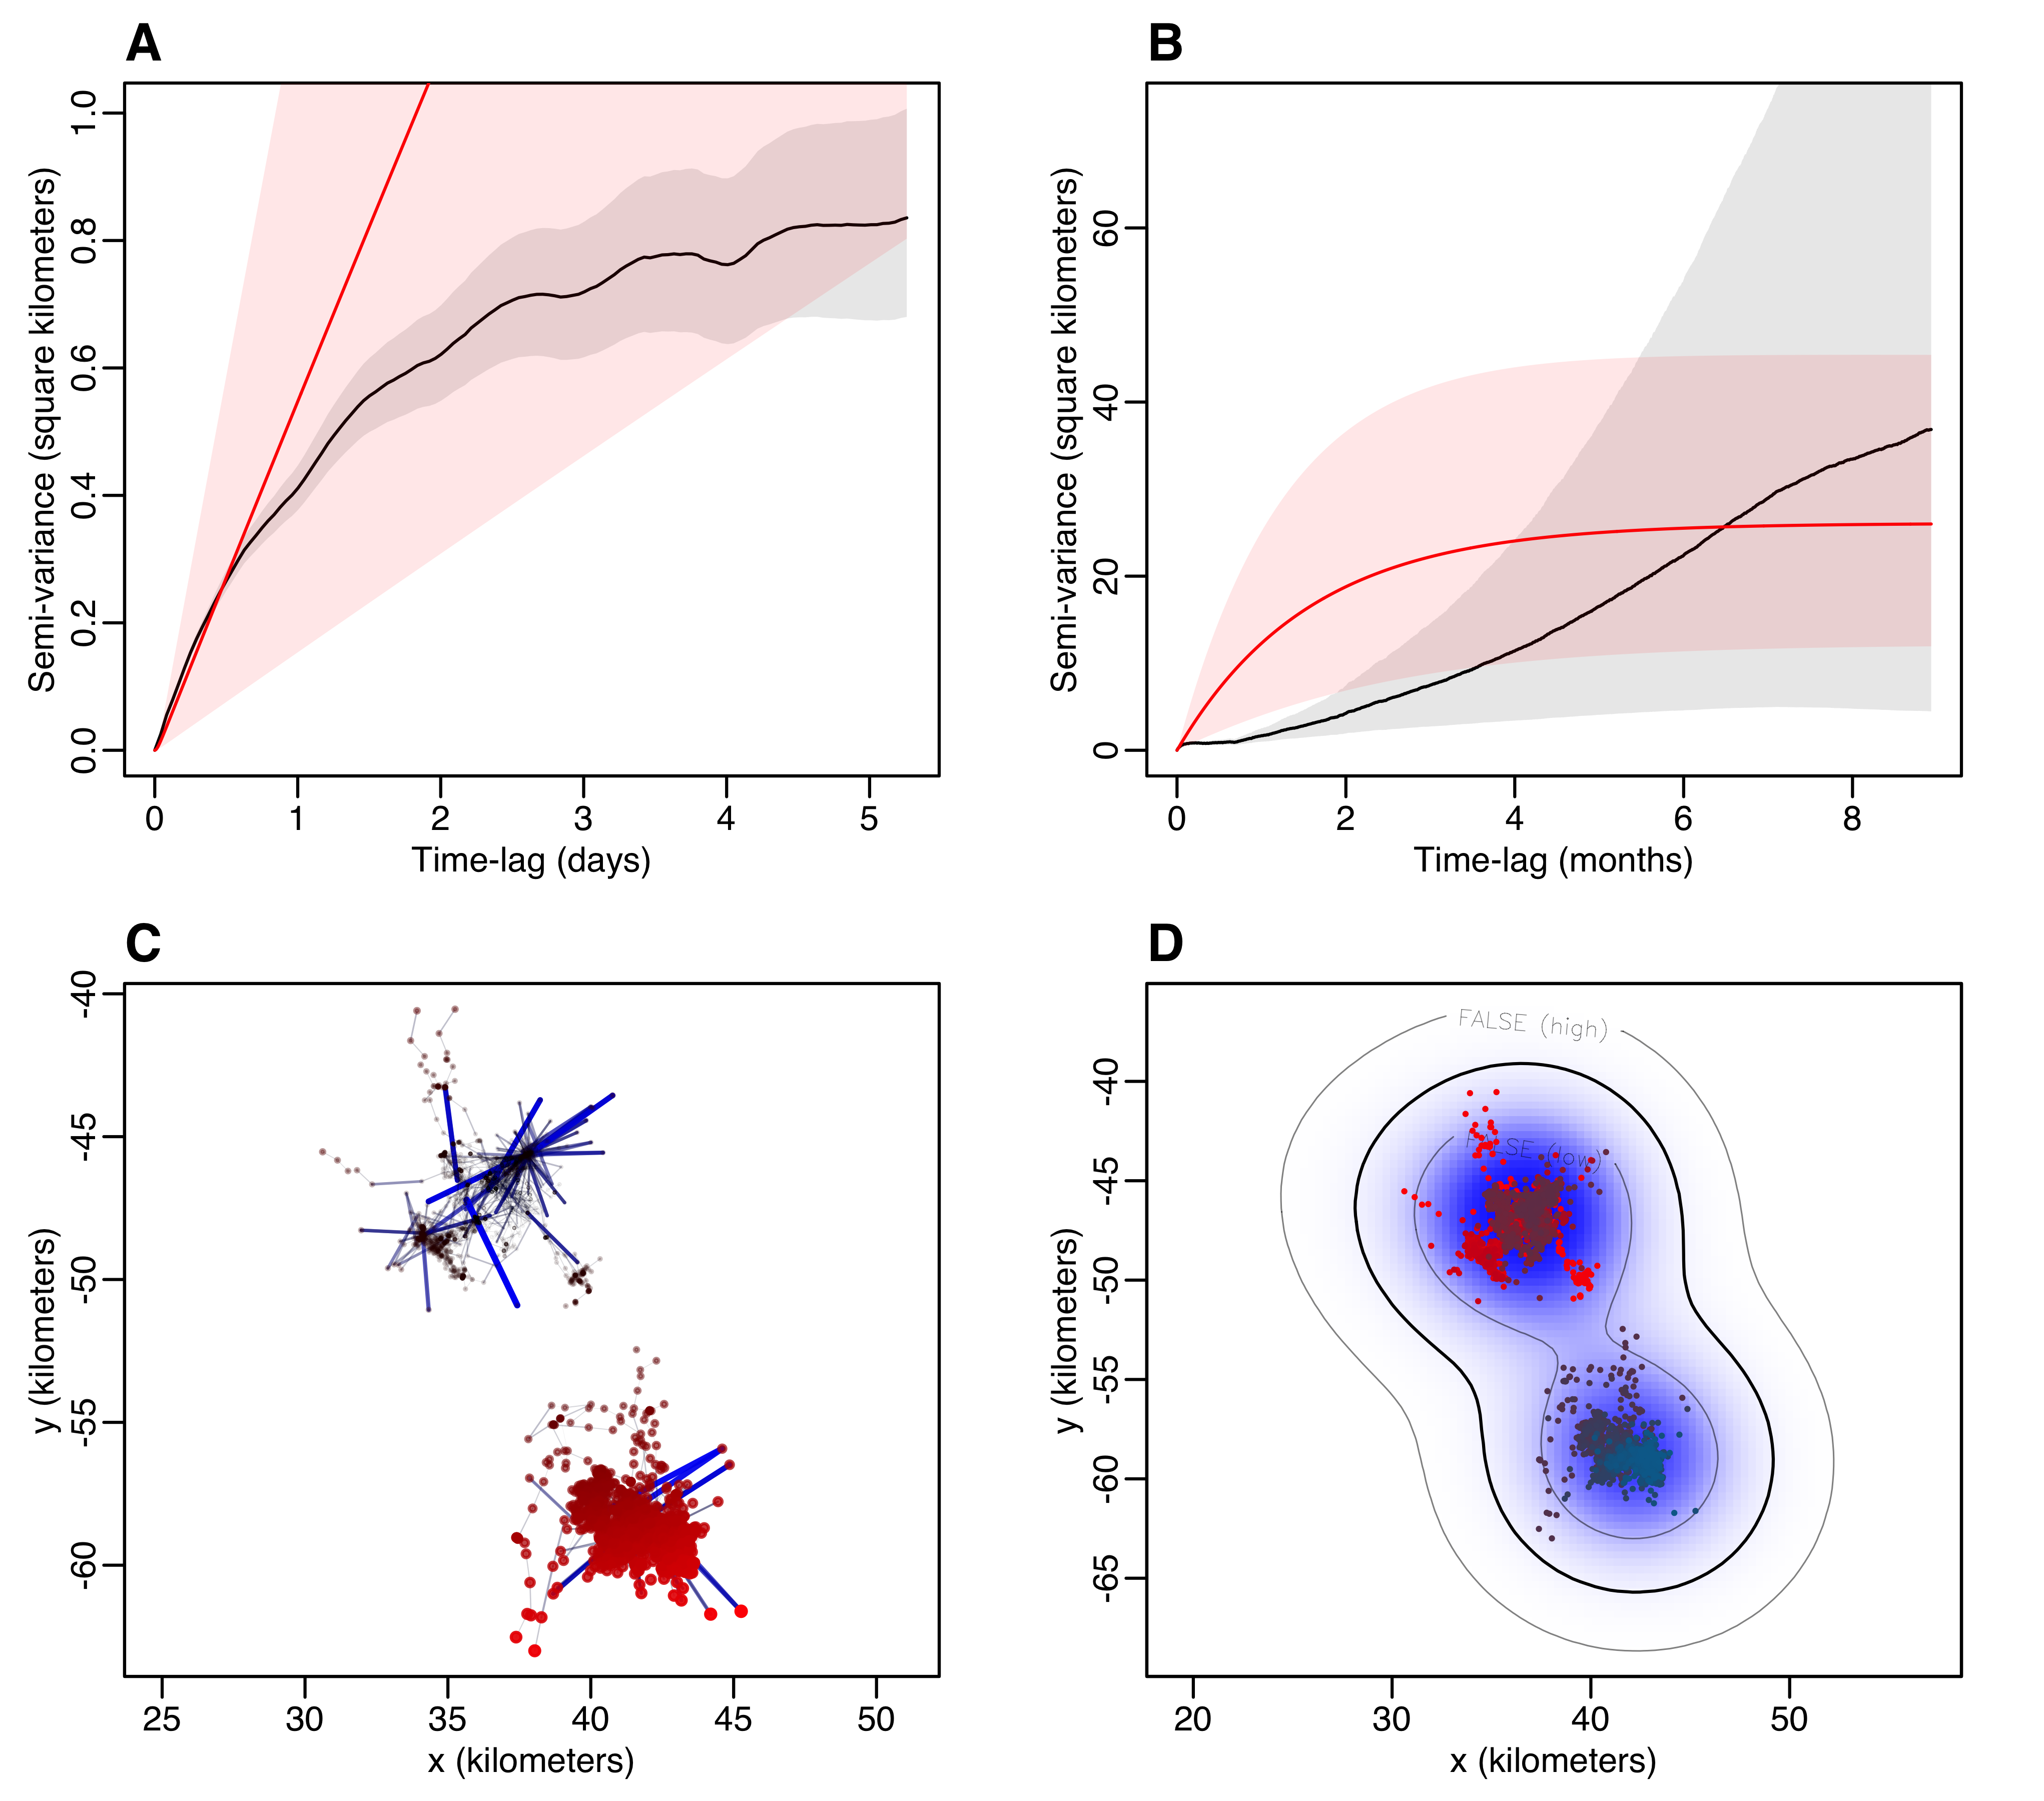 A
Semi-variance (square kilometers)
1.0
0.8
0.6
0.4
0.2
0.0
0 1 2 3 4 5
Time-lag (days)
B
Semi-variance (square kilometers)
60
40
20
0
0 2 4 6 8
Time-lag (months)
C
y (kilometers)
-40
-45
-50
-55
-60
25 30 35 40 45 50
x (kilometers)
D
y (kilometers)
-40
-45
-50
-55
-60
-65
FALSE (high)
FALSE (low)
20 30 40 50
x (kilometers)